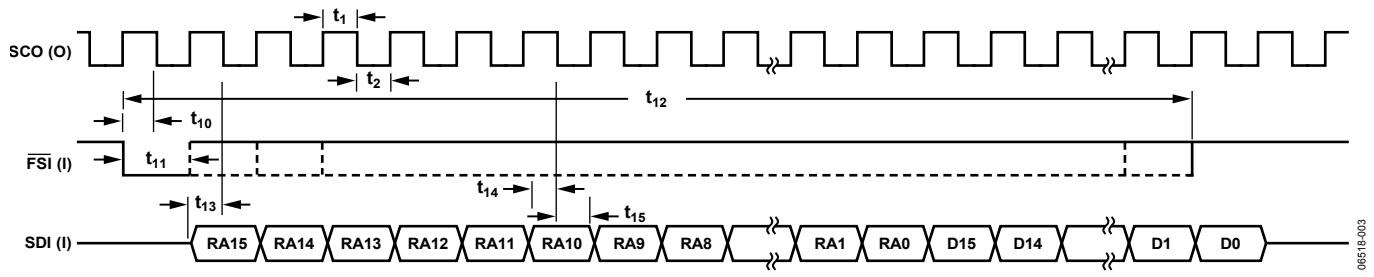 t1
SCO (O)
t2
t12
t10
FSI (I)
t11
t14
t13
t15
SDI (I)
RA15 RA14 RA13 RA12 RA11 RA10 RA9 RA8 RA1 RA0 D15 D14 D1 D0
06518-003